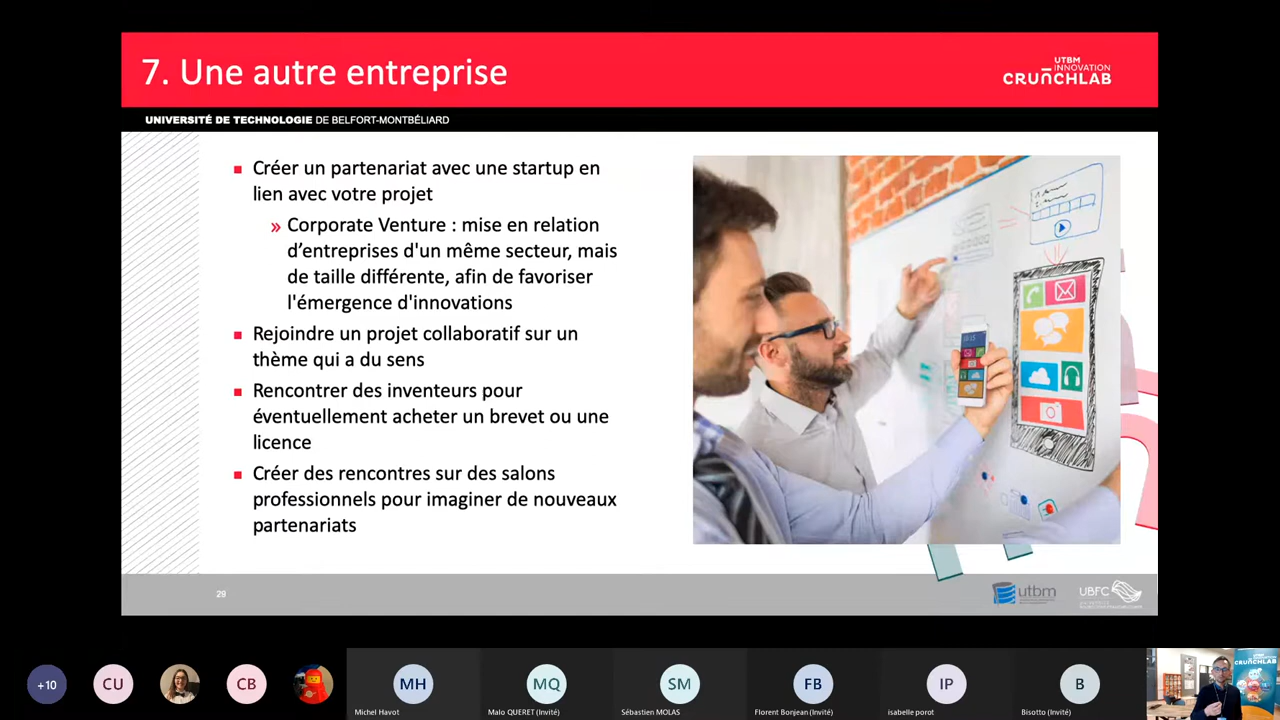 7. Une autre entreprise
UTBM
INNOVATION
CRUNCHLAB
UNIVERSITÉ DE TECHNOLOGIE DE BELFORT-MONTBÉLIARD
Créer un partenariat avec une startup en
lien avec votre projet
» Corporate Venture : mise en relation
d’entreprises d'un même secteur, mais
de taille différente, afin de favoriser
l'émergence d'innovations
Rejoindre un projet collaboratif sur un
thème qui a du sens
Rencontrer des inventeurs pour
éventuellement acheter un brevet ou une
licence
Créer des rencontres sur des salons
professionnels pour imaginer de nouveaux
partenariats
29
utbm
UBFC
+10
CU
CB
MH
MQ
SM
FB
IP
B
Michel Havot
Malo QUERET (Invité)
Sébastien MOLAS
Florent Bonjean (Invité)
isabelle porot
Bisotto (Invité)
CRUNCHLAB